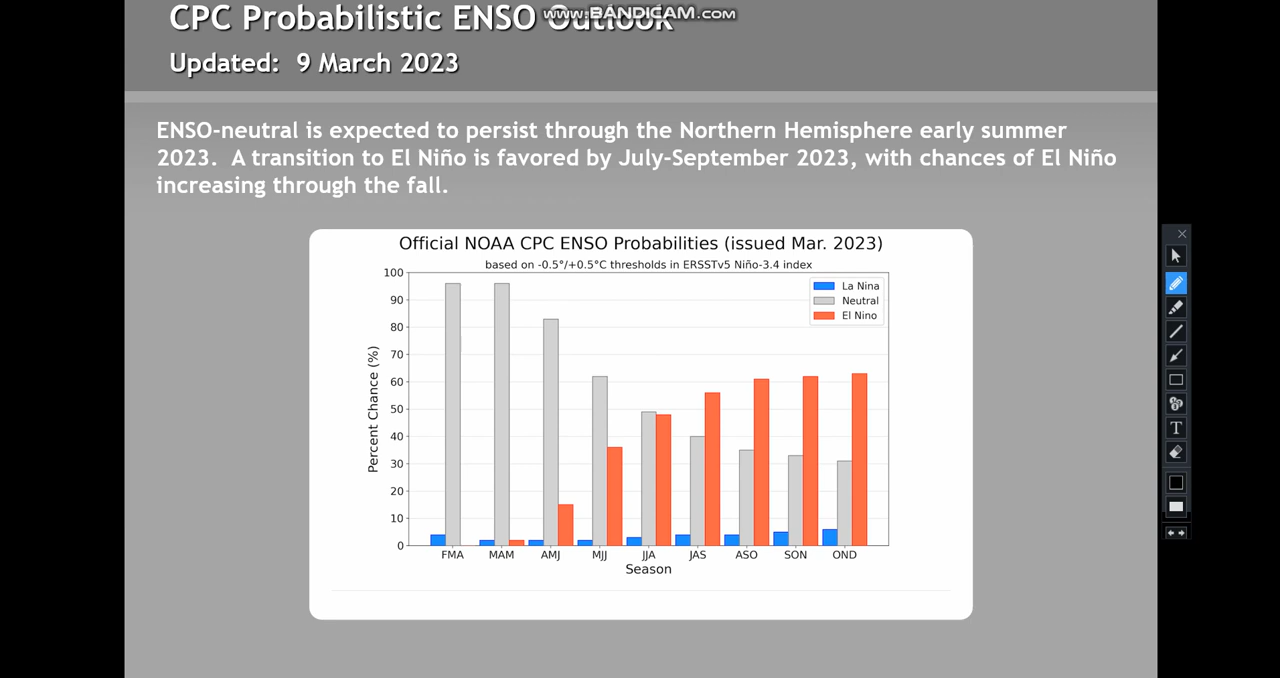 CPC Probabilistic ENSO Outlook
www.BANDICAM.com
Updated: 9 March 2023
ENSO-neutral is expected to persist through the Northern Hemisphere early summer
2023. A transition to El Niño is favored by July-September 2023, with chances of El Niño
increasing through the fall.
Official NOAA CPC ENSO Probabilities (issued Mar. 2023)
based on -0.5°/+0.5°C thresholds in ERSSTv5 Niño-3.4 index
La Nina
Neutral
El Nino
Percent Chance (%)
100
90
80
70
60
50
40
30
20
10
0
FMA MAM AMJ MJJ JJA JAS ASO SON OND
Season
T